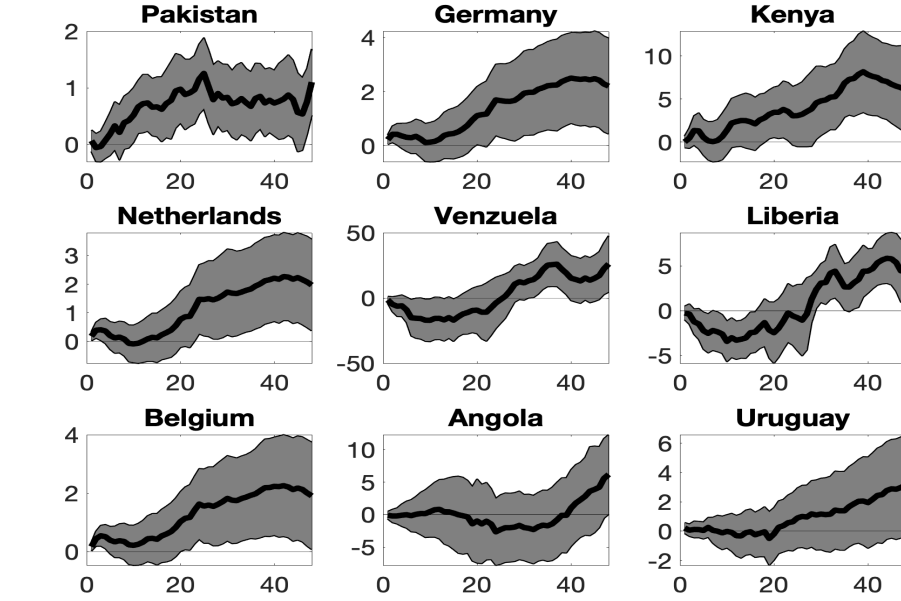 Pakistan Germany Kenya
2 4 10
1 2 5
0 0 0
0 20 40 0 20 40 0 20 40
Netherlands Venzuela Liberia
3 50 5
2 0 0
1 -50 -5
0
0 20 40 0 20 40 0 20 40
Belgium Angola Uruguay
4 10 6
2 5 4
0 0 2
-5 0
-2
0 20 40 0 20 40 0 20 40